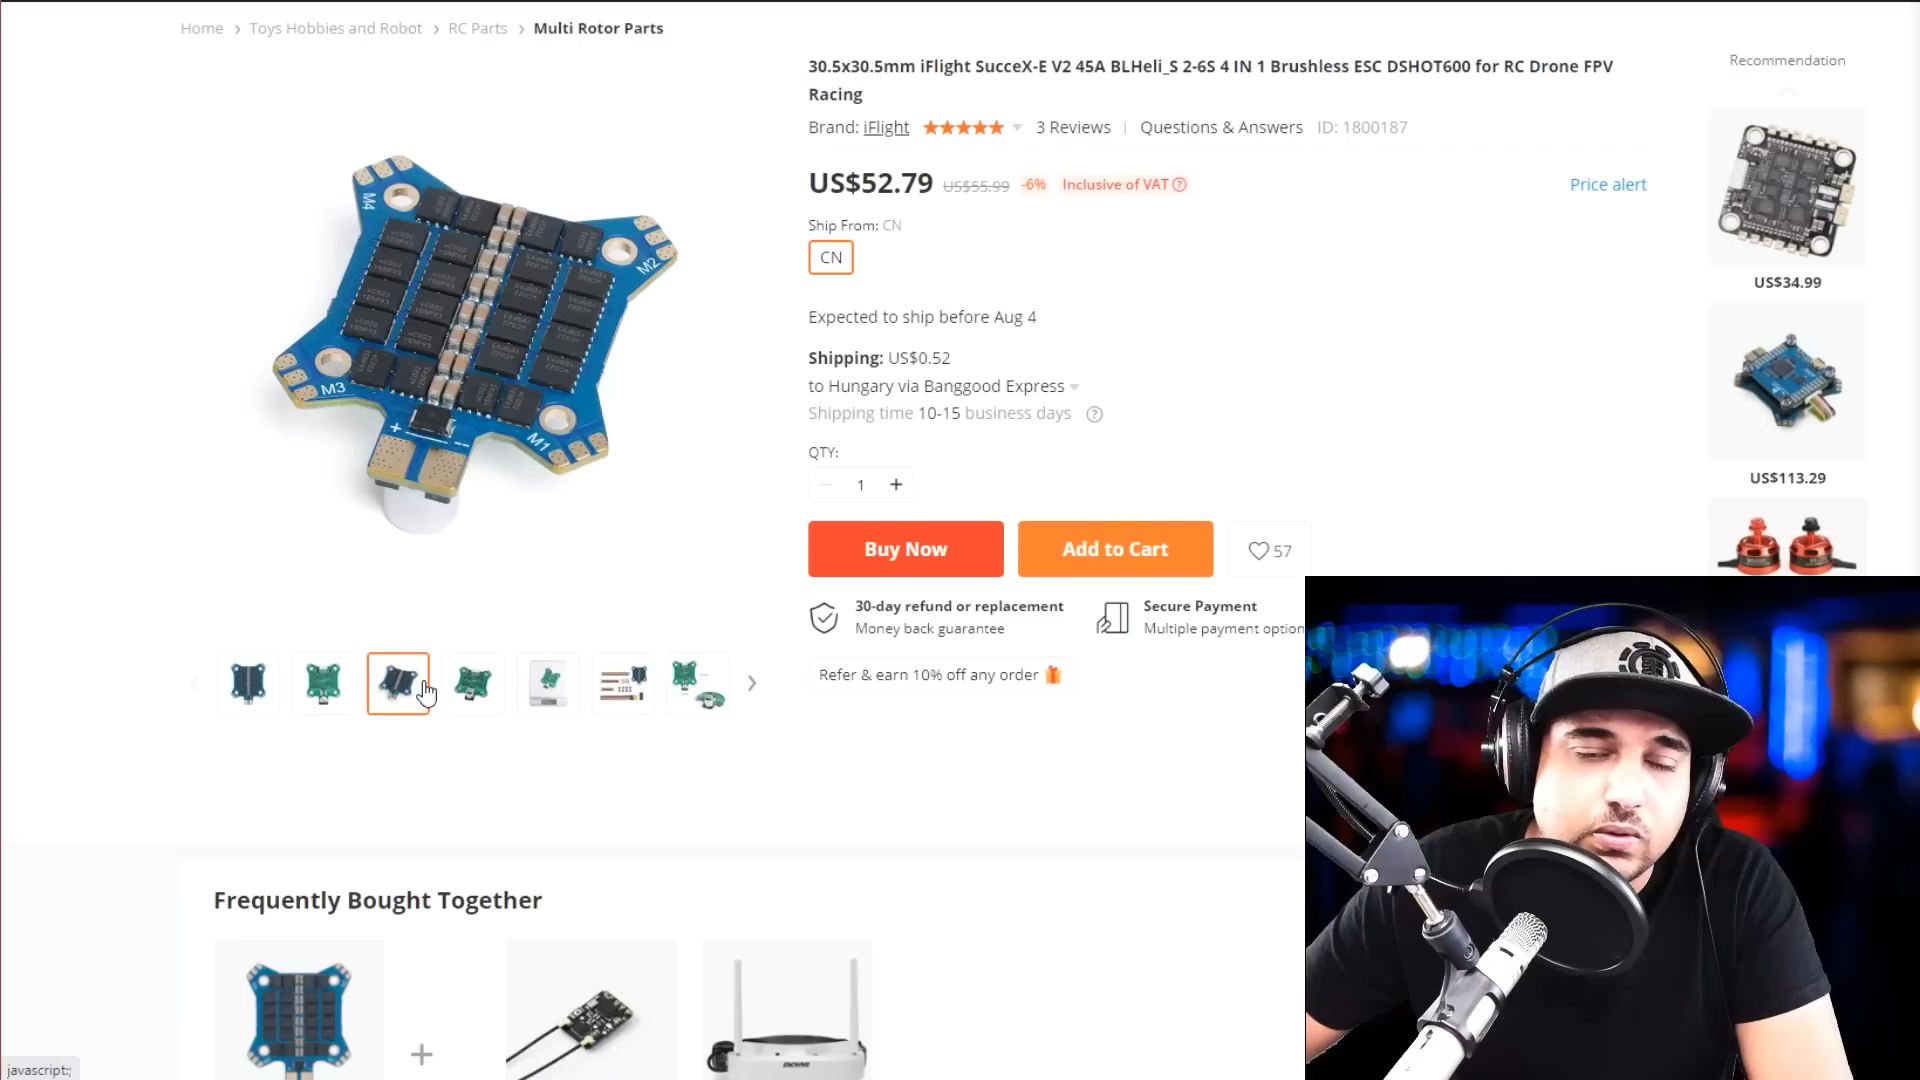 Home > Toys Hobbies and Robot > RC Parts > Multi Rotor Parts
30.5x30.5mm iFlight SucceX-E V2 45A BLHeli_S 2-6S 4 IN 1 Brushless ESC DSHOT600 for RC Drone FPV
Racing
Brand: iFlight 3 Reviews | Questions & Answers ID: 1800187
US$52.79 US$55.99 -6% Inclusive of VAT
Price alert
Ship From: CN
CN
Expected to ship before Aug 4
Shipping: US$0.52
to Hungary via Banggood Express
Shipping time 10-15 business days
QTY:
− 1 +
Buy Now
Add to Cart
57
30-day refund or replacement
Money back guarantee
Secure Payment
Multiple payment option
Refer & earn 10% off any order
Recommendation
US$34.99
US$113.29
M4
M2
M3
M1
+
Frequently Bought Together
+
javascript:;